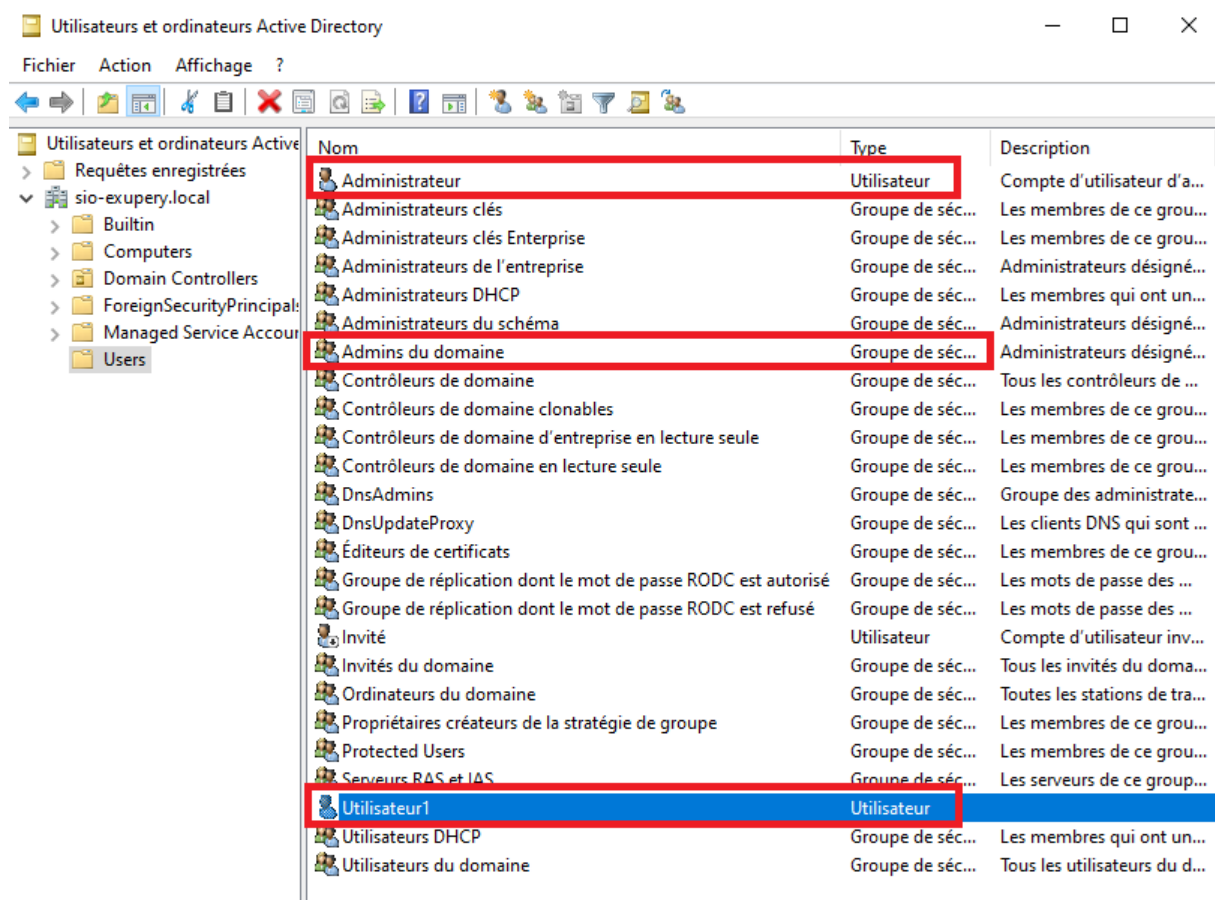 Utilisateurs et ordinateurs Active Directory
Fichier Action Affichage ?
Utilisateurs et ordinateurs Active
Requêtes enregistrées
sio-exupery.local
Builtin
Computers
Domain Controllers
ForeignSecurityPrincipals
Managed Service Accour
Users
Nom Type Description
Administrateur Utilisateur Compte d'utilisateur d'a...
Administrateurs clés Groupe de séc... Les membres de ce grou...
Administrateurs clés Enterprise Groupe de séc... Les membres de ce grou...
Administrateurs de l'entreprise Groupe de séc... Administrateurs désigné...
Administrateurs DHCP Groupe de séc... Les membres qui ont un...
Administrateurs du schéma Groupe de séc... Administrateurs désigné...
Admins du domaine Groupe de séc... Administrateurs désigné...
Contrôleurs de domaine Groupe de séc... Tous les contrôleurs de ...
Contrôleurs de domaine clonables Groupe de séc... Les membres de ce grou...
Contrôleurs de domaine d'entreprise en lecture seule Groupe de séc... Les membres de ce grou...
Contrôleurs de domaine en lecture seule Groupe de séc... Les membres de ce grou...
DnsAdmins Groupe de séc... Groupe des administrate...
DnsUpdateProxy Groupe de séc... Les clients DNS qui sont ...
Éditeurs de certificats Groupe de séc... Les membres de ce grou...
Groupe de réplication dont le mot de passe RODC est autorisé Groupe de séc... Les mots de passe des ...
Groupe de réplication dont le mot de passe RODC est refusé Groupe de séc... Les mots de passe des ...
Invité Utilisateur Compte d'utilisateur inv...
Invités du domaine Groupe de séc... Tous les invités du doma...
Ordinateurs du domaine Groupe de séc... Toutes les stations de tra...
Propriétaires créateurs de la stratégie de groupe Groupe de séc... Les membres de ce grou...
Protected Users Groupe de séc... Les membres de ce grou...
Serveurs RAS et IAS Groupe de séc... Les serveurs de ce group...
Utilisateur1 Utilisateur
Utilisateurs DHCP Groupe de séc... Les membres qui ont un...
Utilisateurs du domaine Groupe de séc... Tous les utilisateurs du d...